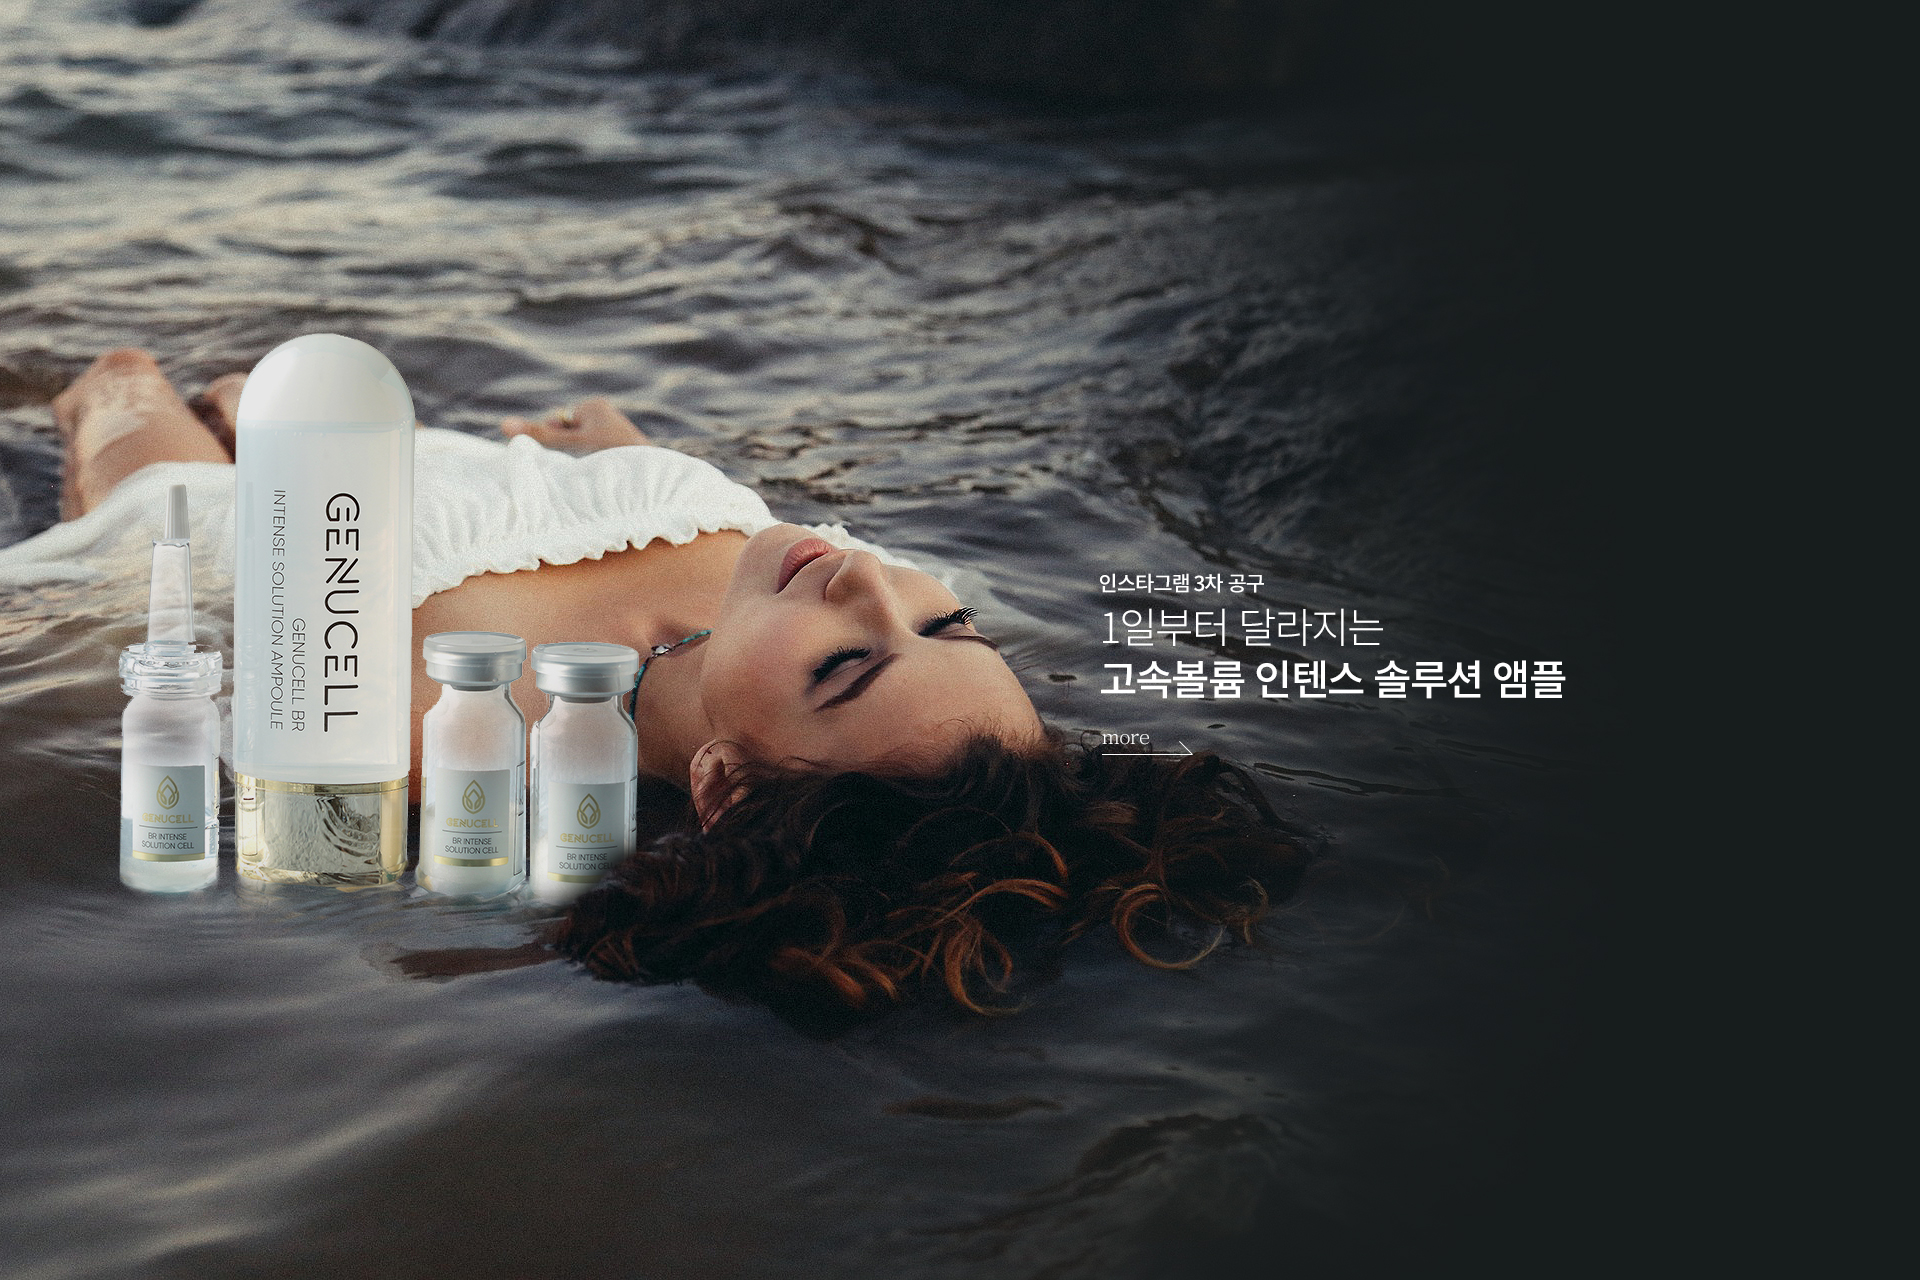 GENUCELL
GENUCELL BR
INTENSE SOLUTION AMPOULE
GENUCELL
BR INTENSE
SOLUTION CELL
GENUCELL
BR INTENSE
SOLUTION CELL
GENUCELL
BR INTENSE
SOLUTION
인스타그램 3차 공구
1일부터 달라지는
고속볼륨 인텐스 솔루션 앰플
more